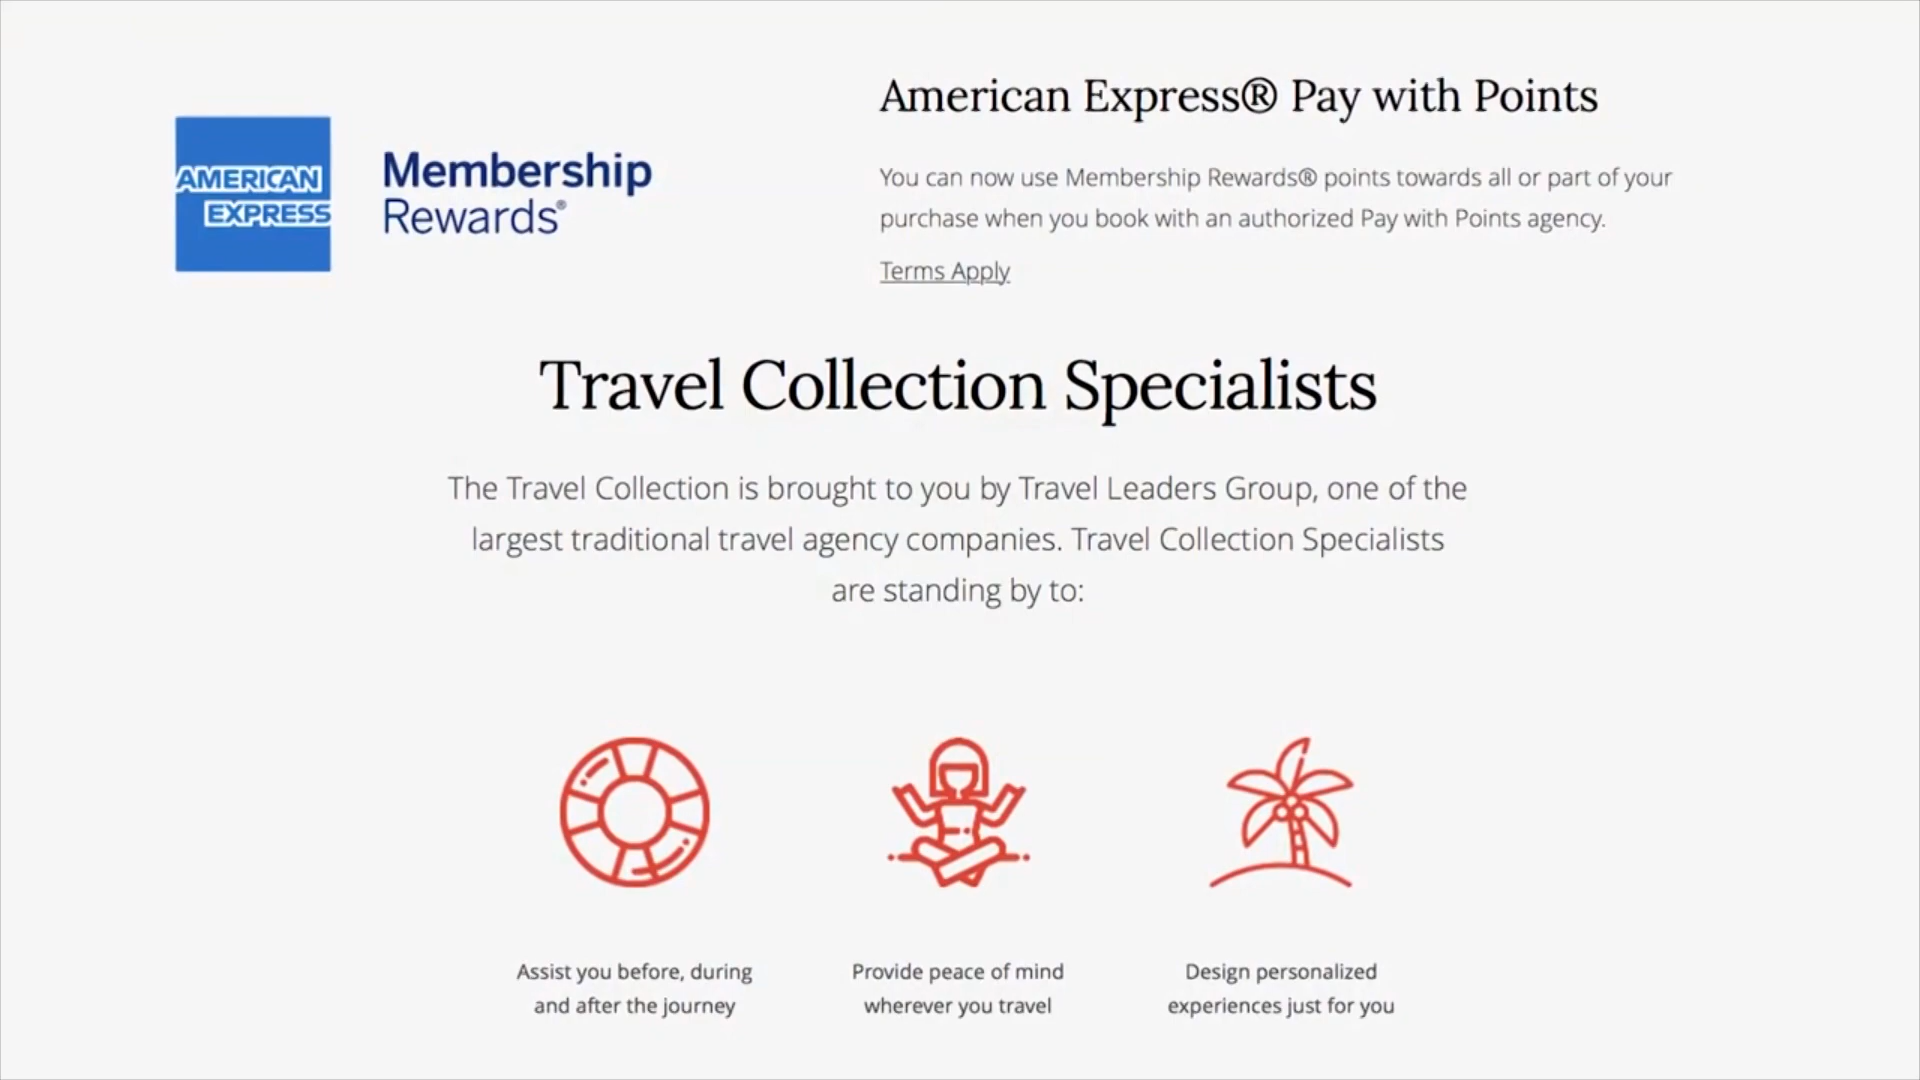 AMERICAN
EXPRESS
Membership
Rewards®
American Express® Pay with Points
You can now use Membership Rewards® points towards all or part of your
purchase when you book with an authorized Pay with Points agency.
Terms Apply
Travel Collection Specialists
The Travel Collection is brought to you by Travel Leaders Group, one of the
largest traditional travel agency companies. Travel Collection Specialists
are standing by to:
Assist you before, during
and after the journey
Provide peace of mind
wherever you travel
Design personalized
experiences just for you